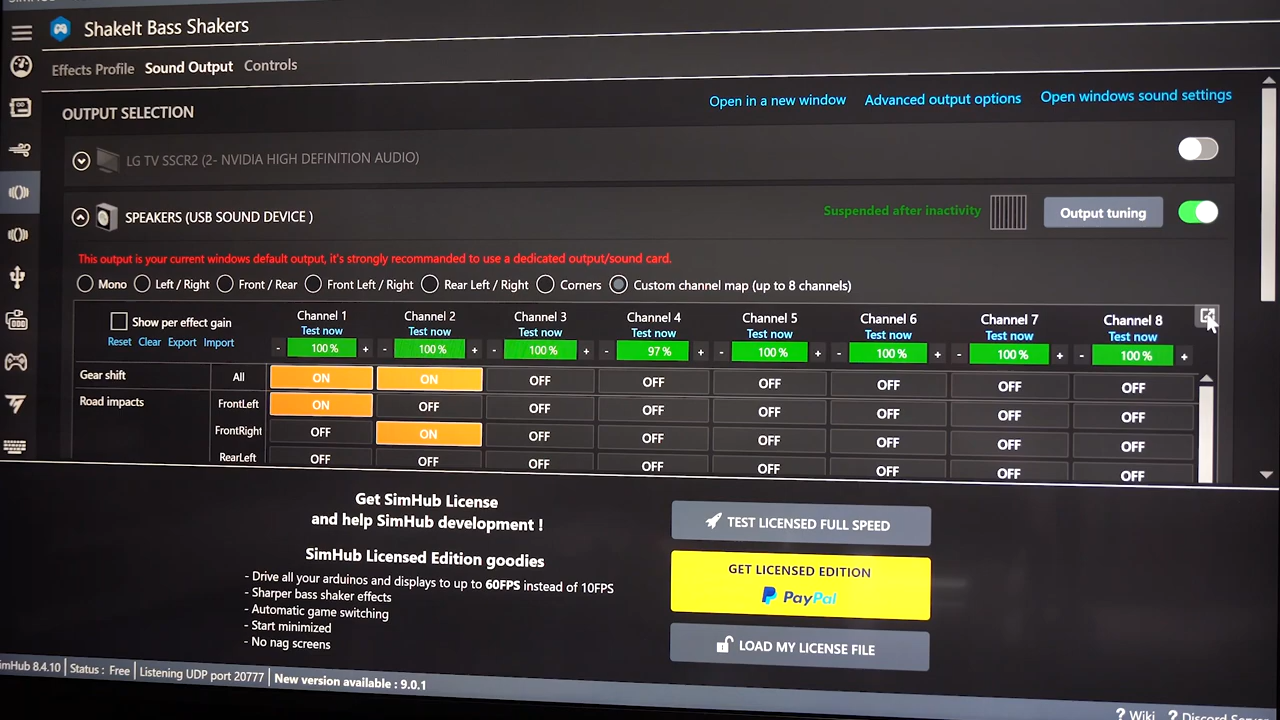 ShakeIt Bass Shakers
Effects Profile Sound Output Controls
OUTPUT SELECTION Open in a new window Advanced output options Open windows sound settings
LG TV SSCR2 (2- NVIDIA HIGH DEFINITION AUDIO)
SPEAKERS (USB SOUND DEVICE ) Suspended after inactivity Output tuning
This output is your current windows default output, it's strongly recommanded to use a dedicated output/sound card.
Mono Left / Right Front / Rear Front Left / Right Rear Left / Right Corners Custom channel map (up to 8 channels)
Show per effect gain Channel 1 Channel 2 Channel 3 Channel 4 Channel 5 Channel 6 Channel 7 Channel 8
Test now Test now Test now Test now Test now Test now Test now Test now
Reset Clear Export Import - 100 % + - 100 % + - 100 % + - 97 % + - 100 % + - 100 % + - 100 % + - 100 % +
Gear shift All ON ON OFF OFF OFF OFF OFF OFF
Road impacts FrontLeft ON OFF OFF OFF OFF OFF OFF OFF
FrontRight OFF ON OFF OFF OFF OFF OFF OFF
RearLeft OFF OFF OFF OFF OFF OFF OFF OFF
Get SimHub License
and help SimHub development !
SimHub Licensed Edition goodies
- Drive all your arduinos and displays to up to 60FPS instead of 10FPS
- Sharper bass shaker effects
- Automatic game switching
- Start minimized
- No nag screens
TEST LICENSED FULL SPEED
GET LICENSED EDITION
PayPal
LOAD MY LICENSE FILE
imHub 8.4.10 Status : Free Listening UDP port 20777 New version available : 9.0.1
? Wiki ? Discord Serve